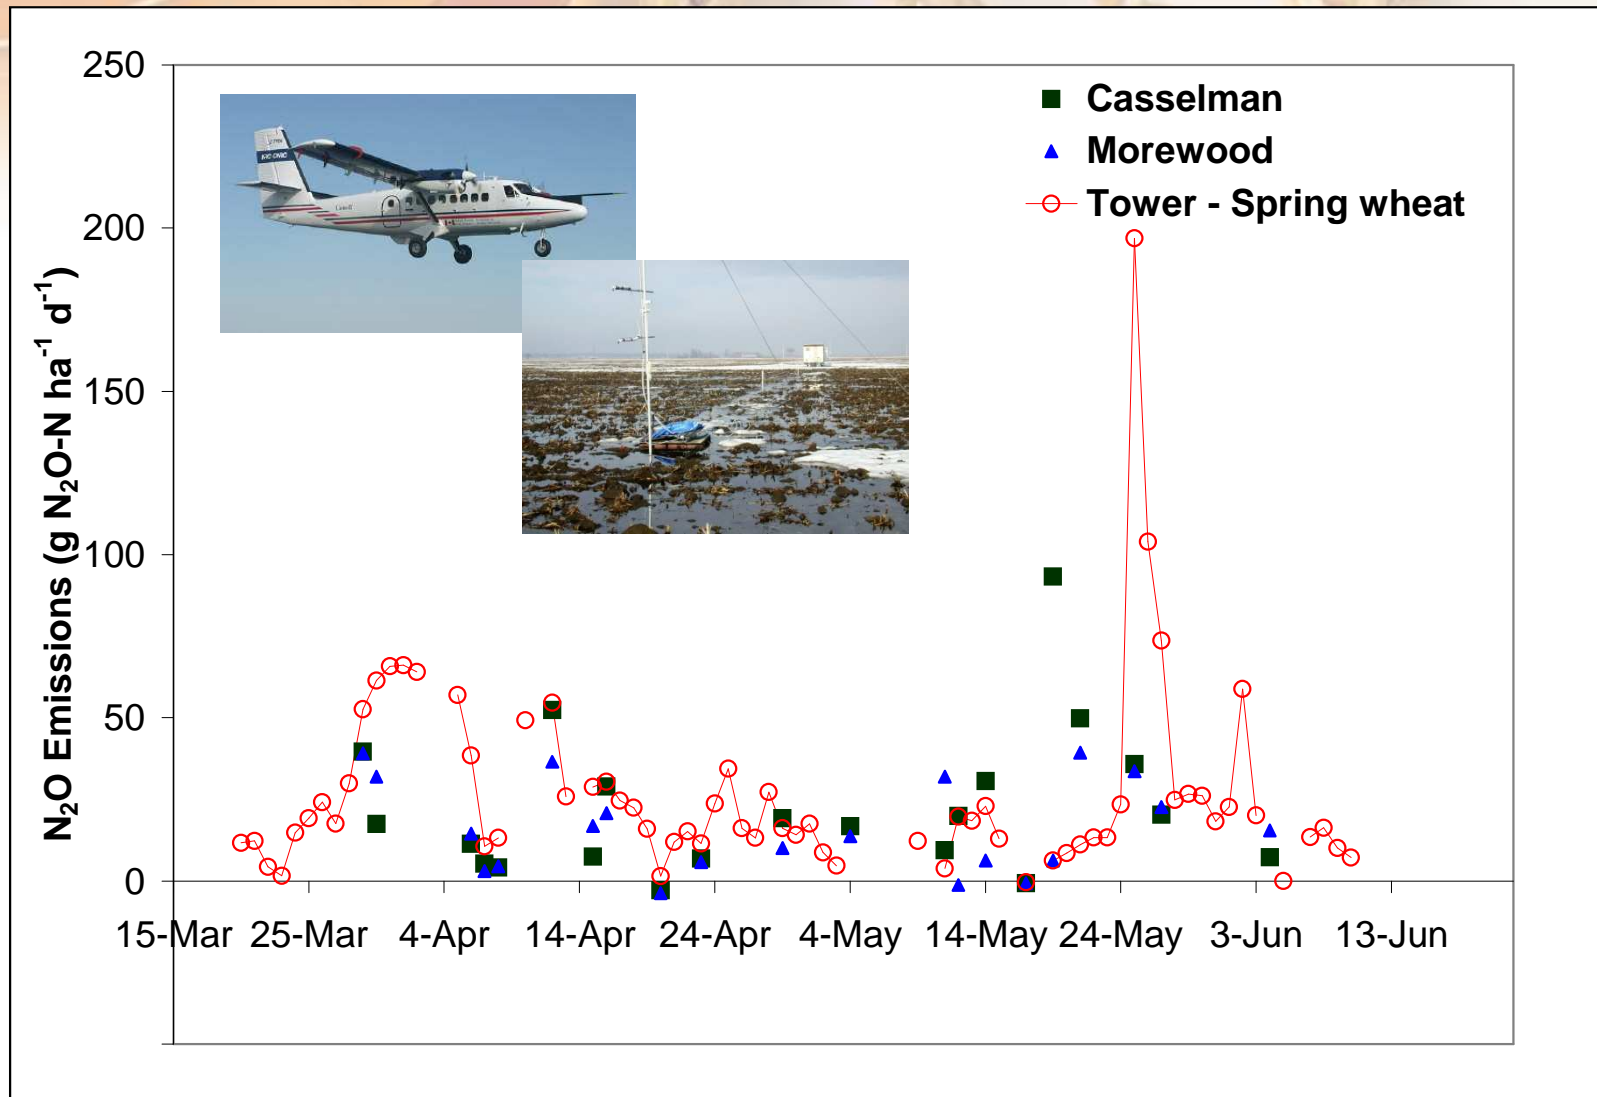 250
200
150
100
50
0
N₂O Emissions (g N₂O-N ha⁻¹ d⁻¹)
Casselman
Morewood
Tower - Spring wheat
15-Mar 25-Mar 4-Apr 14-Apr 24-Apr 4-May 14-May 24-May 3-Jun 13-Jun